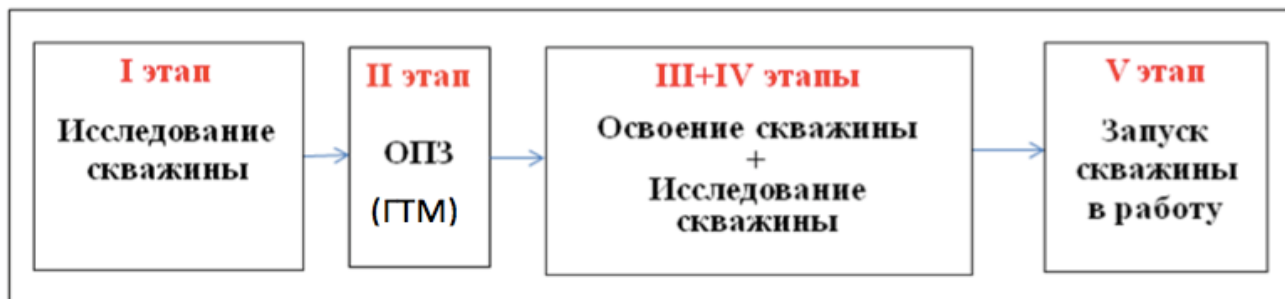 I этап
Исследование
скважины
II этап
ОПЗ
(ГТМ)
III+IV этапы
Освоение скважины
+
Исследование
скважины
V этап
Запуск
скважины
в работу